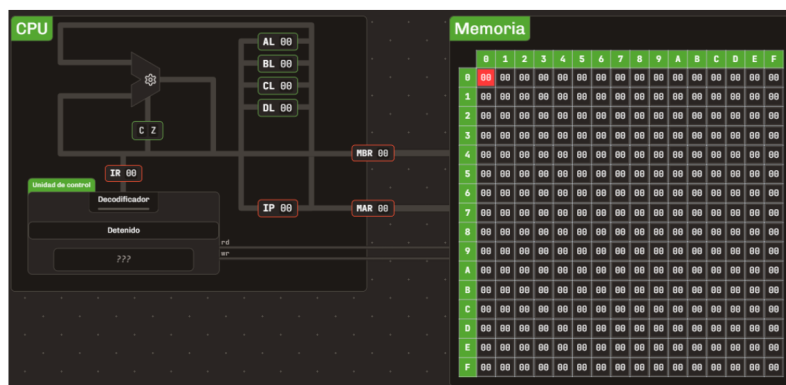 CPU
AL 00
BL 00
CL 00
DL 00
C Z
MBR 00
IR 00
Unidad de control
Decodificador
IP 00
MAR 00
Detenido
rd
wr
???
Memoria
0 1 2 3 4 5 6 7 8 9 A B C D E F
0 00 00 00 00 00 00 00 00 00 00 00 00 00 00 00 00
1 00 00 00 00 00 00 00 00 00 00 00 00 00 00 00 00
2 00 00 00 00 00 00 00 00 00 00 00 00 00 00 00 00
3 00 00 00 00 00 00 00 00 00 00 00 00 00 00 00 00
4 00 00 00 00 00 00 00 00 00 00 00 00 00 00 00 00
5 00 00 00 00 00 00 00 00 00 00 00 00 00 00 00 00
6 00 00 00 00 00 00 00 00 00 00 00 00 00 00 00 00
7 00 00 00 00 00 00 00 00 00 00 00 00 00 00 00 00
8 00 00 00 00 00 00 00 00 00 00 00 00 00 00 00 00
9 00 00 00 00 00 00 00 00 00 00 00 00 00 00 00 00
A 00 00 00 00 00 00 00 00 00 00 00 00 00 00 00 00
B 00 00 00 00 00 00 00 00 00 00 00 00 00 00 00 00
C 00 00 00 00 00 00 00 00 00 00 00 00 00 00 00 00
D 00 00 00 00 00 00 00 00 00 00 00 00 00 00 00 00
E 00 00 00 00 00 00 00 00 00 00 00 00 00 00 00 00
F 00 00 00 00 00 00 00 00 00 00 00 00 00 00 00 00